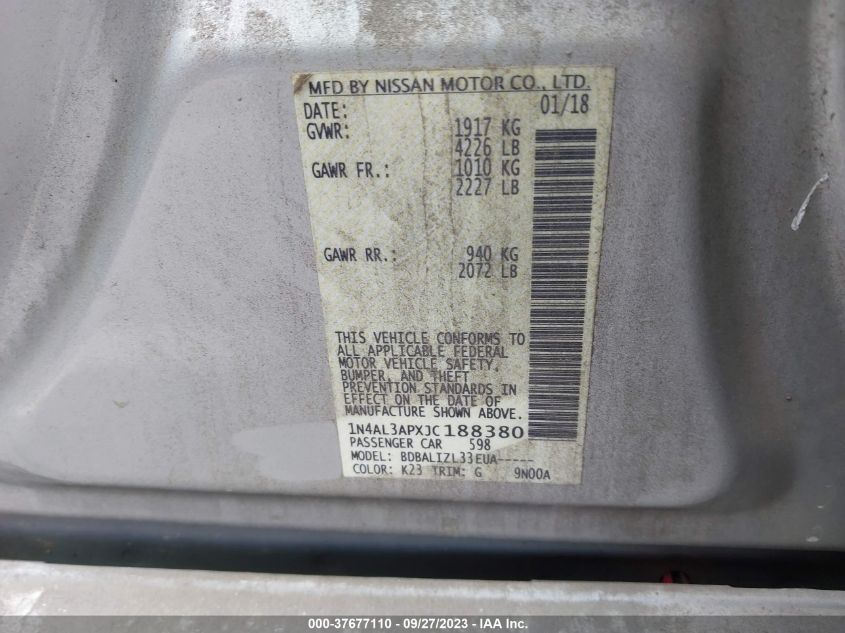 MFD BY NISSAN MOTOR CO., LTD.
DATE: 01/18
GVWR: 1917 KG
4226 LB
GAWR FR.: 1010 KG
2227 LB
GAWR RR.: 940 KG
2072 LB
THIS VEHICLE CONFORMS TO
ALL APPLICABLE FEDERAL
MOTOR VEHICLE SAFETY,
BUMPER, AND THEFT
PREVENTION STANDARDS IN
EFFECT ON THE DATE OF
MANUFACTURE SHOWN ABOVE.
1N4AL3APXJC188380
PASSENGER CAR 598
MODEL: BDBALIZL33EUA-----
COLOR: K23 TRIM: G 9N00A
000-37677110 - 09/27/2023 - IAA Inc.